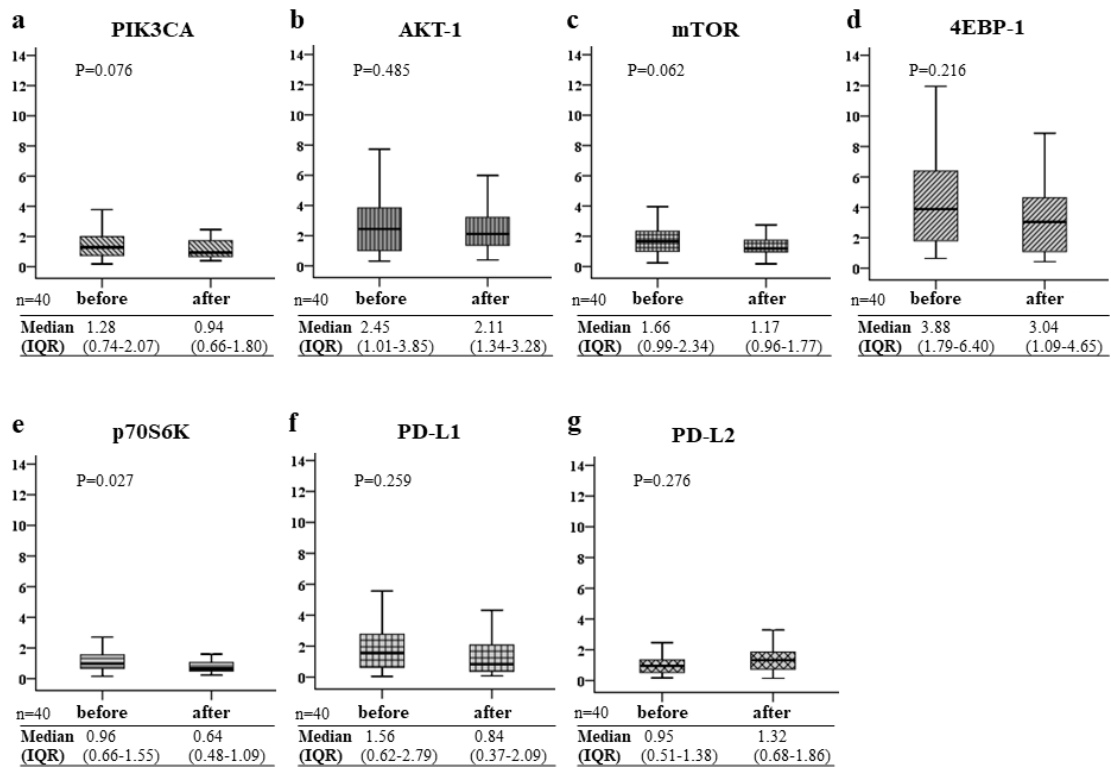 a
PIK3CA
P=0.076
14
12
10
8
6
4
2
0
n=40 before after
Median 1.28 0.94
(IQR) (0.74-2.07) (0.66-1.80)
b
AKT-1
P=0.485
14
12
10
8
6
4
2
0
n=40 before after
Median 2.45 2.11
(IQR) (1.01-3.85) (1.34-3.28)
c
mTOR
P=0.062
14
12
10
8
6
4
2
0
n=40 before after
Median 1.66 1.17
(IQR) (0.99-2.34) (0.96-1.77)
d
4EBP-1
P=0.216
14
12
10
8
6
4
2
0
n=40 before after
Median 3.88 3.04
(IQR) (1.79-6.40) (1.09-4.65)
e
p70S6K
P=0.027
14
12
10
8
6
4
2
0
n=40 before after
Median 0.96 0.64
(IQR) (0.66-1.55) (0.48-1.09)
f
PD-L1
P=0.259
14
12
10
8
6
4
2
0
n=40 before after
Median 1.56 0.84
(IQR) (0.62-2.79) (0.37-2.09)
g
PD-L2
P=0.276
14
12
10
8
6
4
2
0
n=40 before after
Median 0.95 1.32
(IQR) (0.51-1.38) (0.68-1.86)